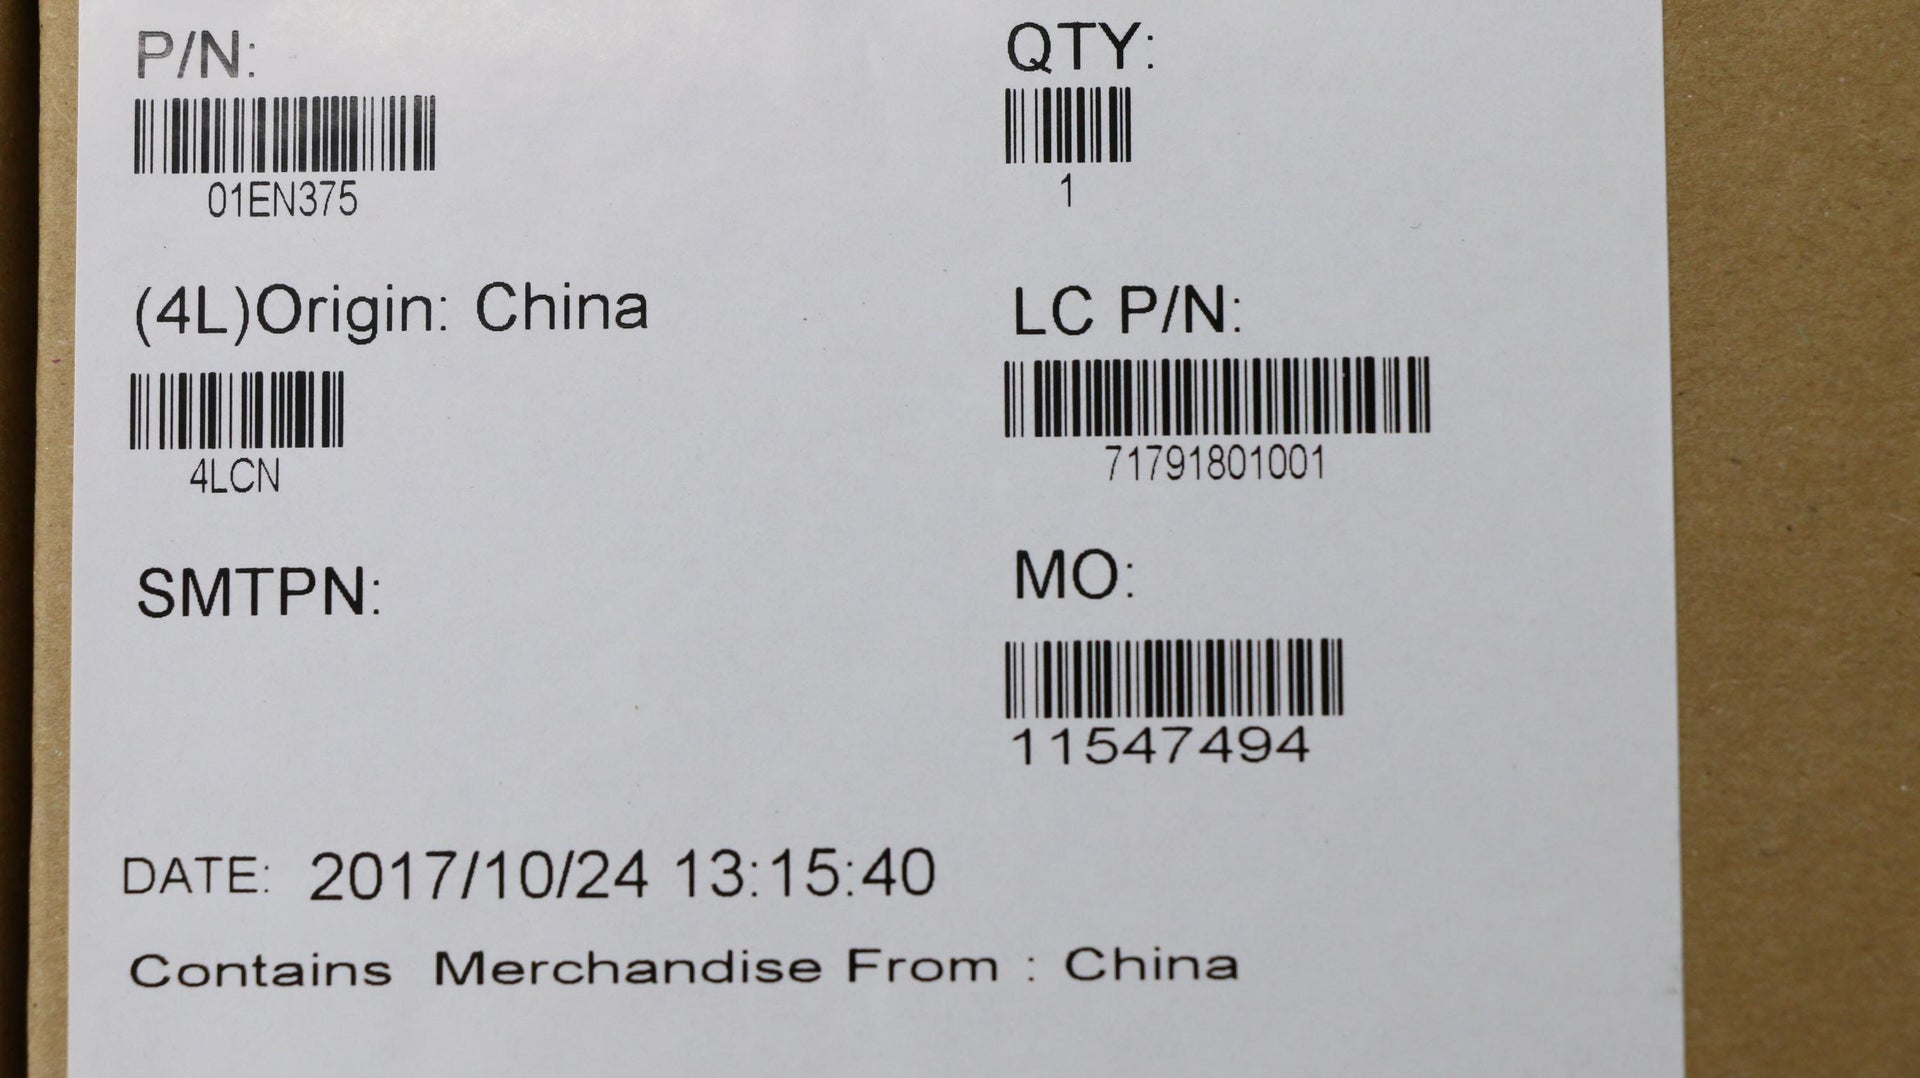 P/N:
QTY:
01EN375
1
(4L)Origin: China
LC P/N:
4LCN
71791801001
SMTPN:
MO:
11547494
DATE: 2017/10/24 13:15:40
Contains Merchandise From : China